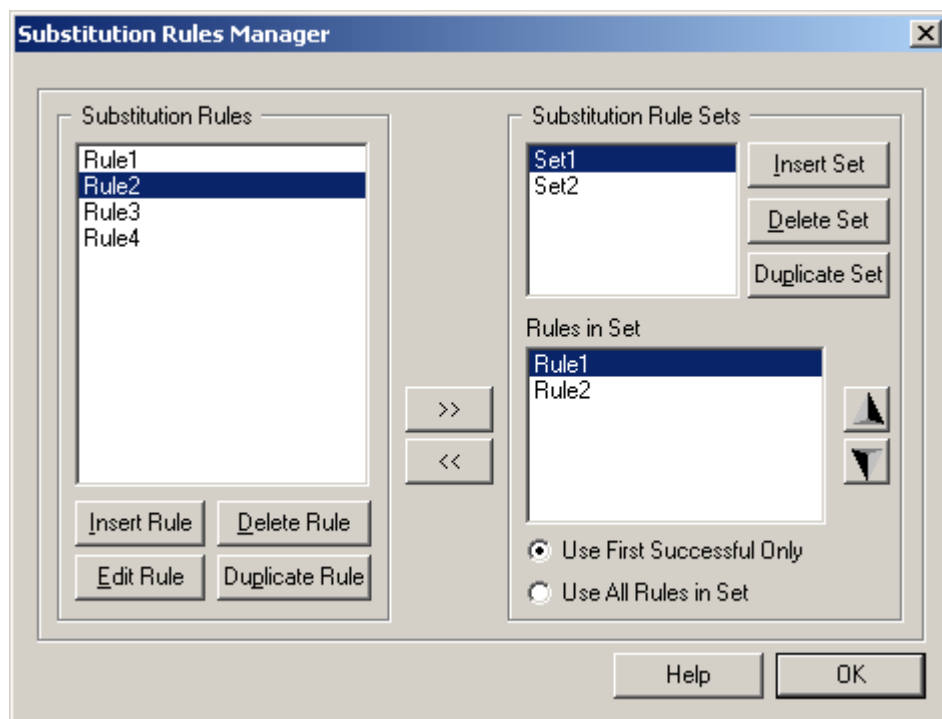 Substitution Rules Manager
Substitution Rules
Rule1
Rule2
Rule3
Rule4
Insert Rule
Delete Rule
Edit Rule
Duplicate Rule
>>
<<
Substitution Rule Sets
Set1
Set2
Insert Set
Delete Set
Duplicate Set
Rules in Set
Rule1
Rule2
Use First Successful Only
Use All Rules in Set
Help
OK